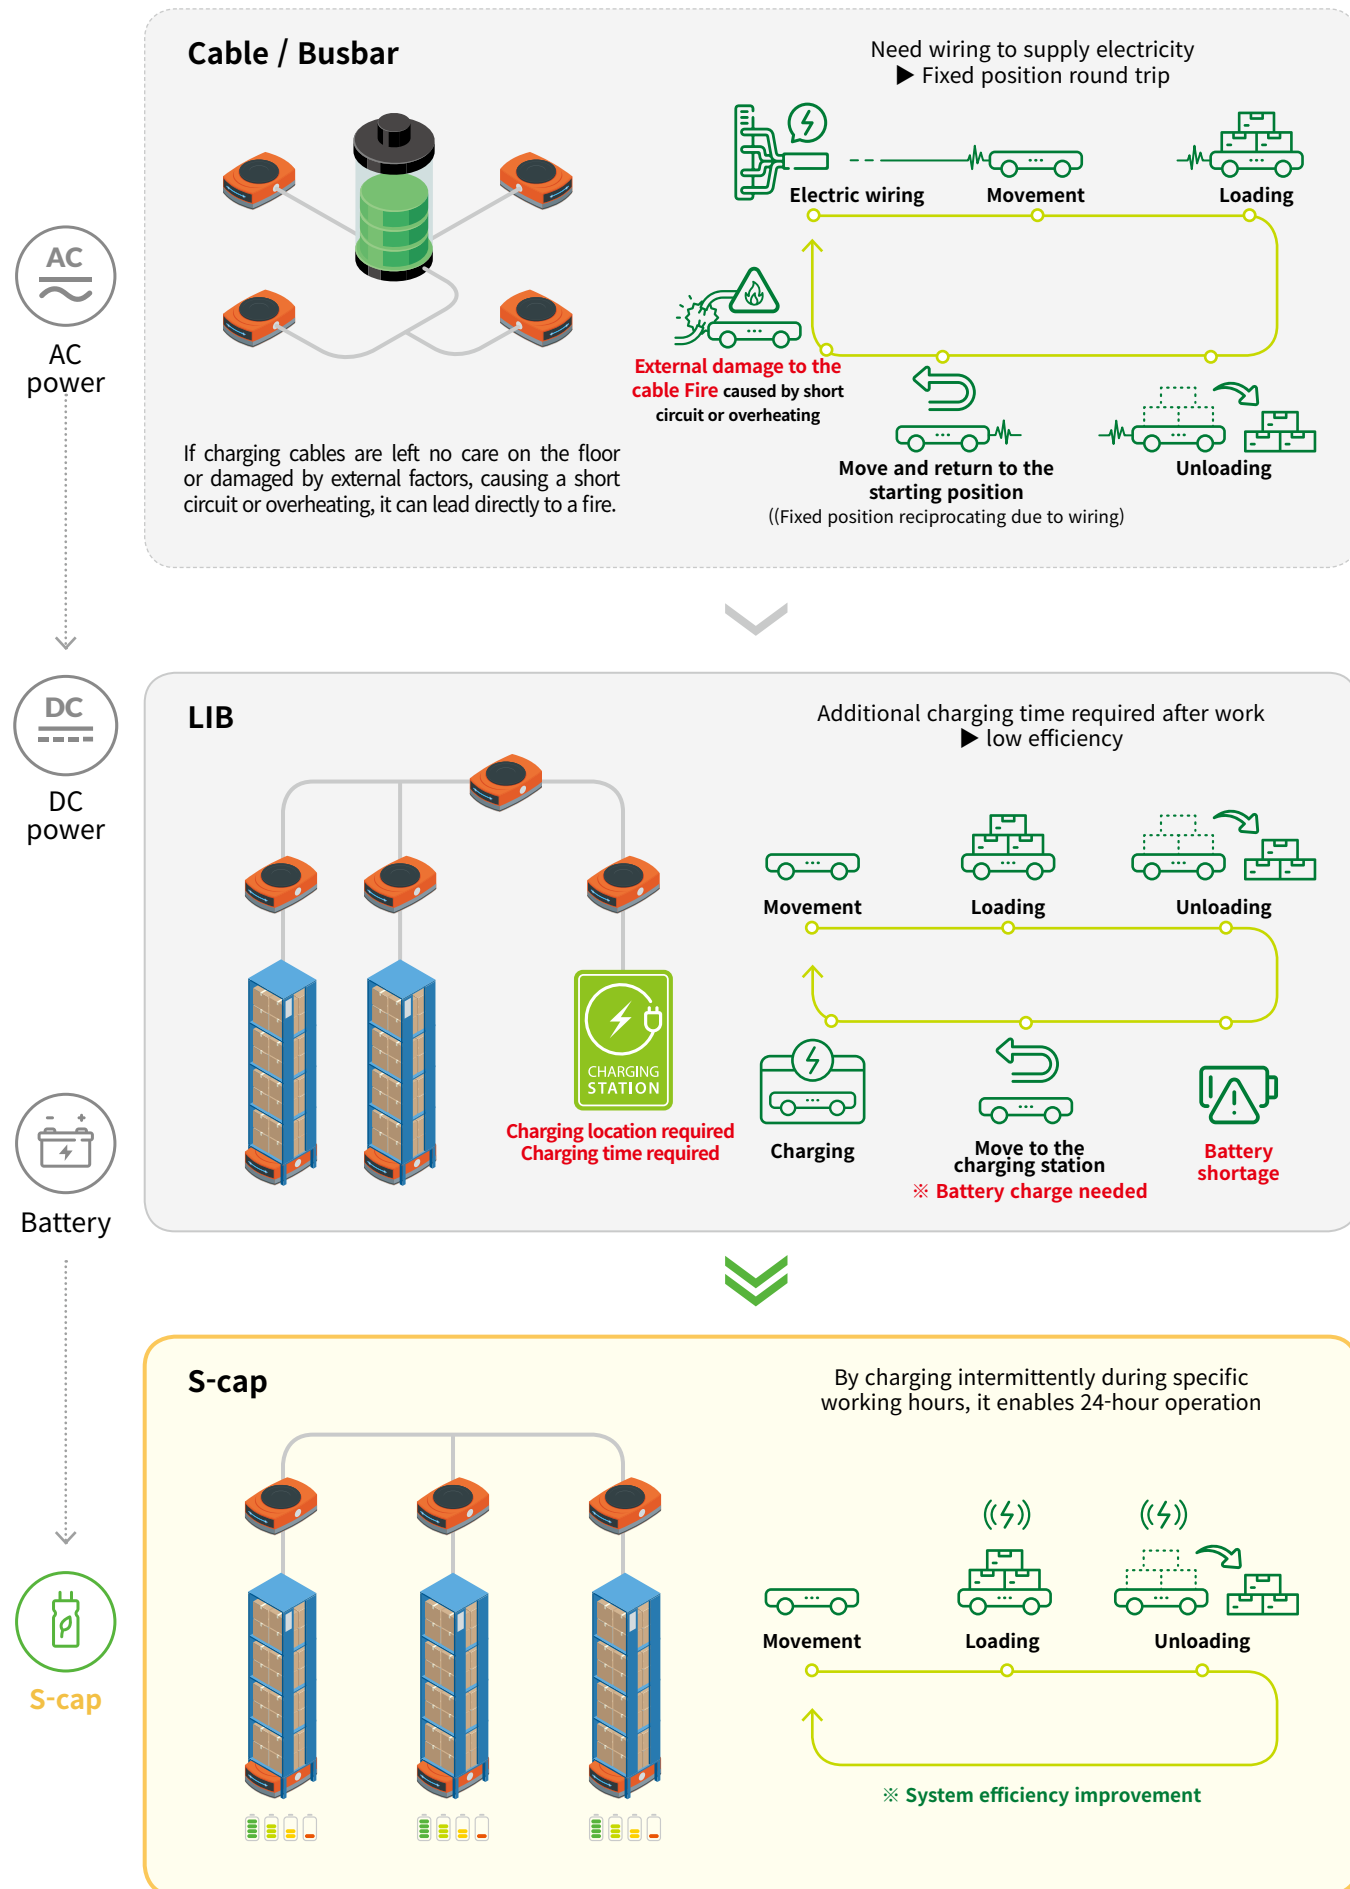 Cable / Busbar
Need wiring to supply electricity
▶ Fixed position round trip
Electric wiring
Movement
Loading
AC
AC
power
External damage to the
cable Fire caused by short
circuit or overheating
Move and return to the
starting position
((Fixed position reciprocating due to wiring)
Unloading
If charging cables are left no care on the floor
or damaged by external factors, causing a short
circuit or overheating, it can lead directly to a fire.
DC
DC
power
LIB
Additional charging time required after work
▶ low efficiency
Movement
Loading
Unloading
CHARGING
STATION
Charging location required
Charging time required
Charging
Move to the
charging station
※ Battery charge needed
Battery
shortage
- +
Battery
S-cap
By charging intermittently during specific
working hours, it enables 24-hour operation
Movement
Loading
Unloading
※ System efficiency improvement
S-cap